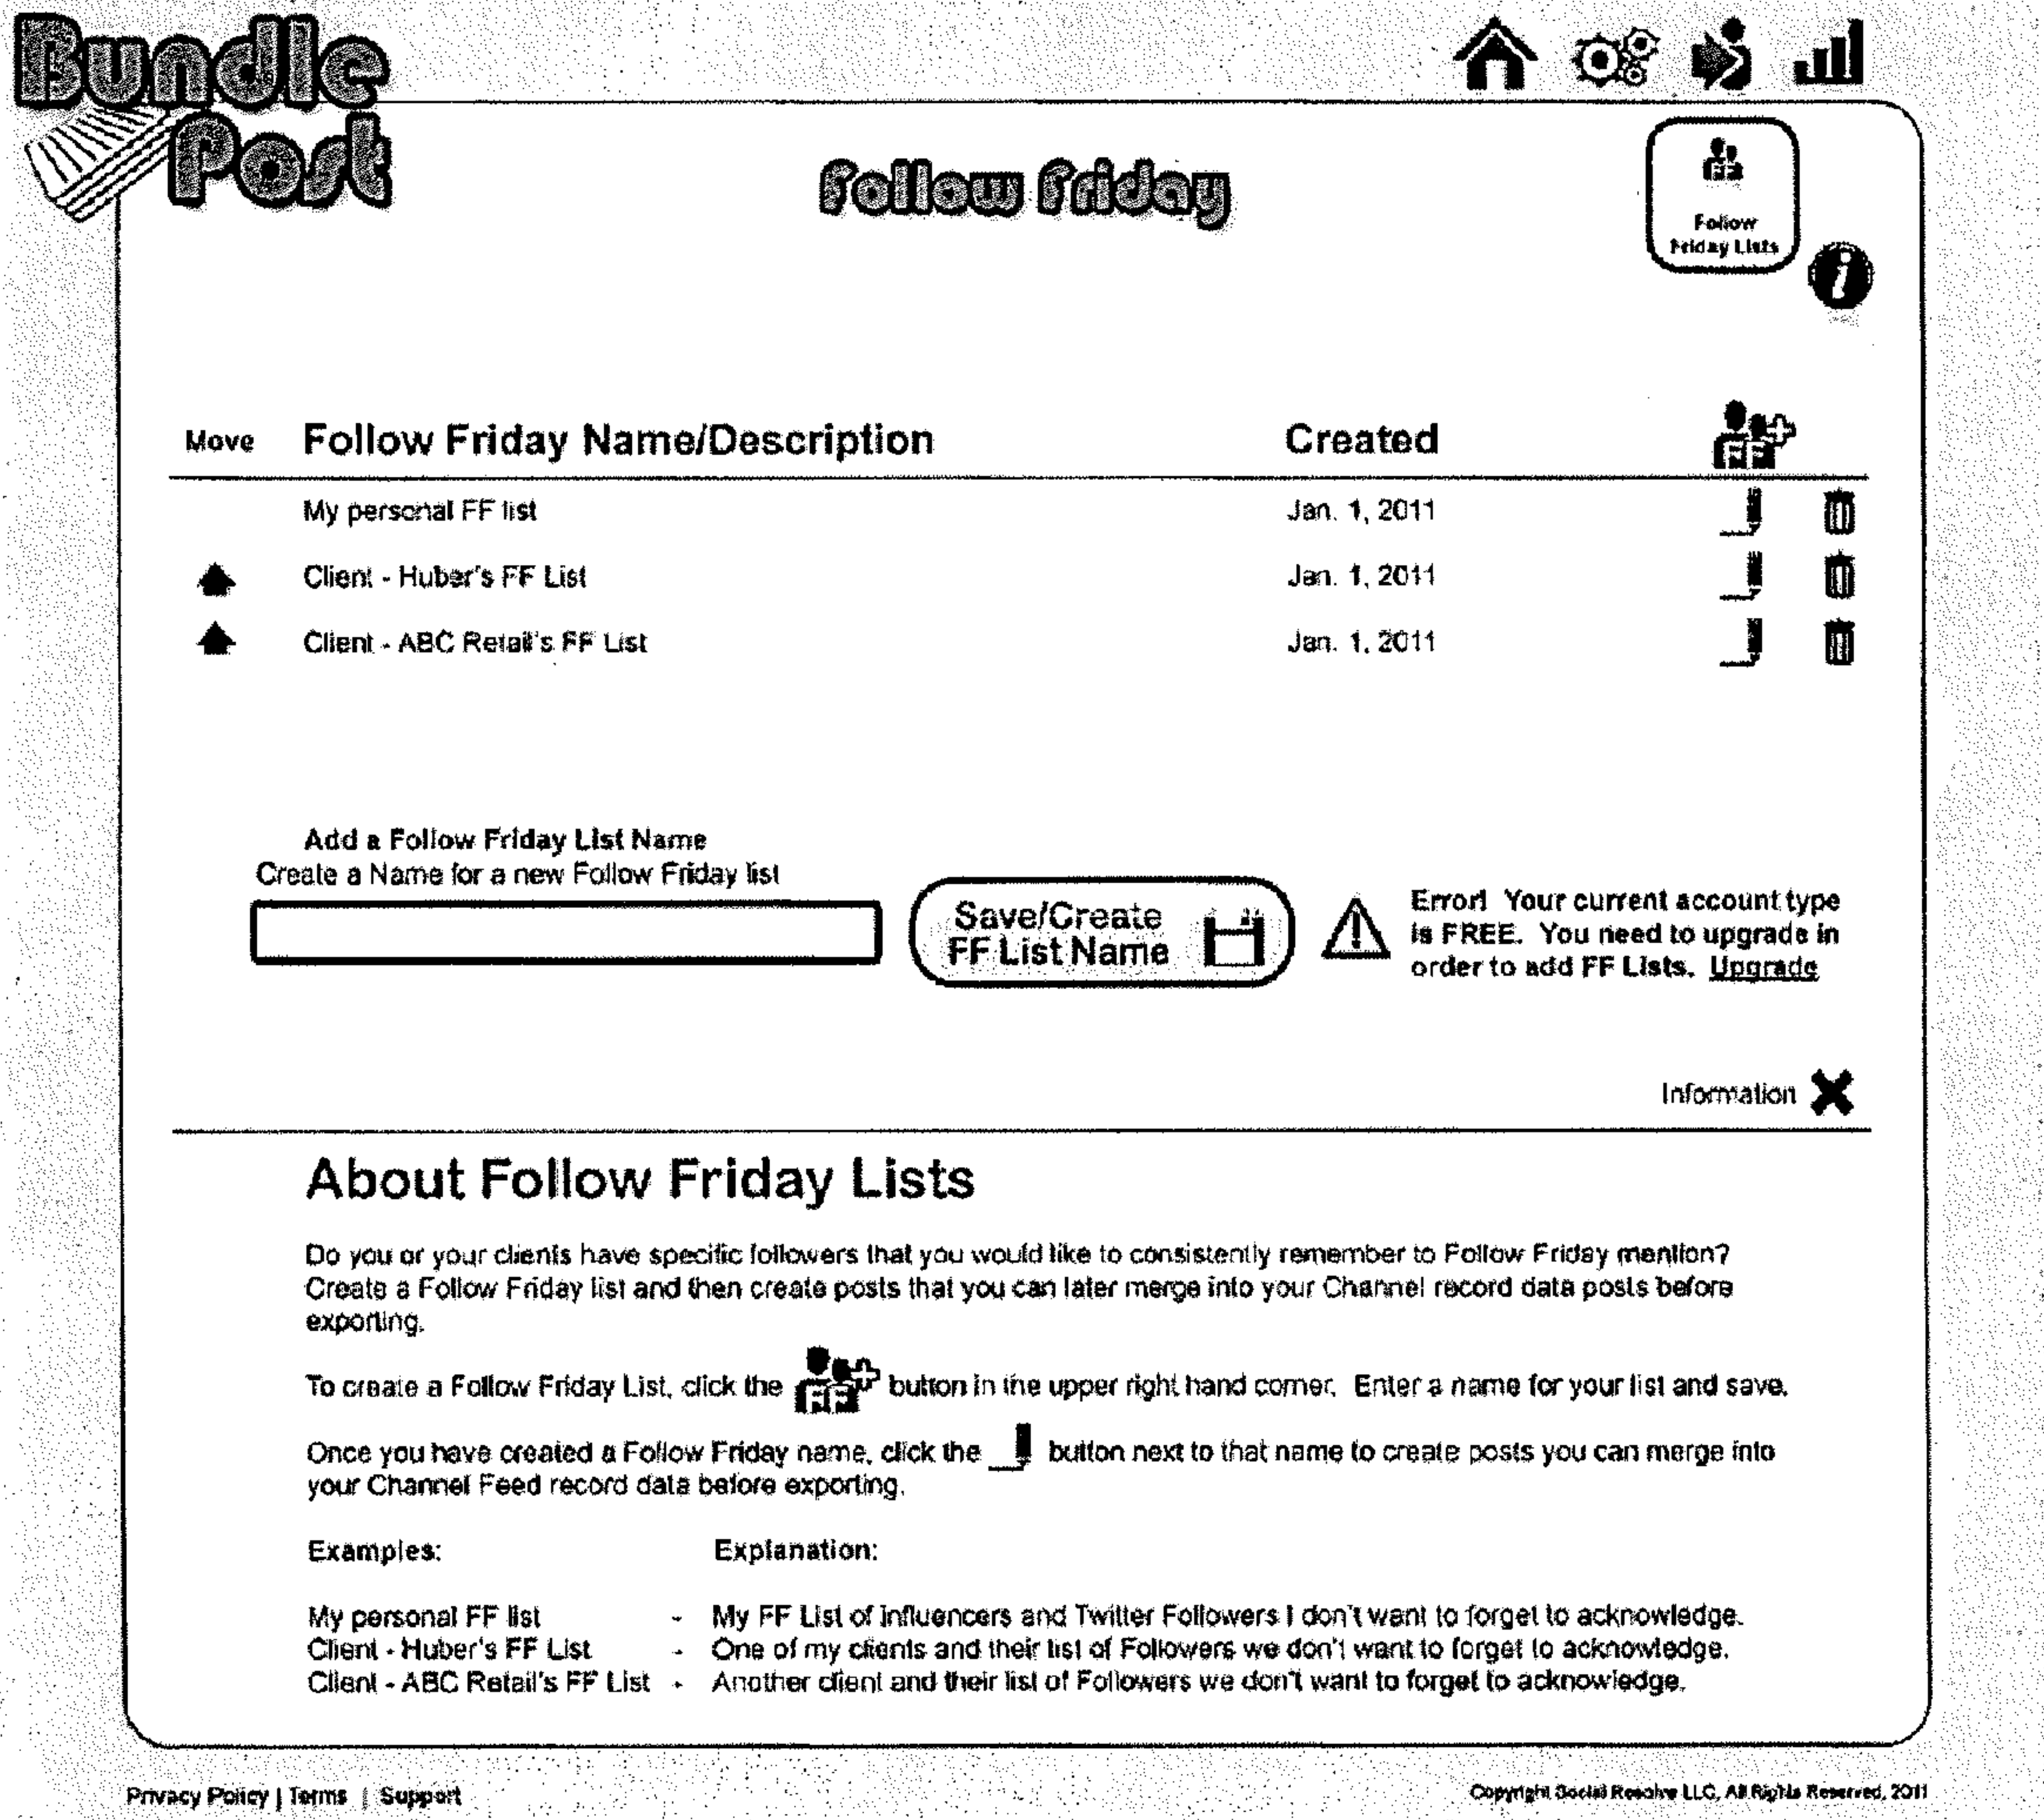 Bundle
Post
Follow Friday
Follow
Friday Lists
i
Move Follow Friday Name/Description Created
FF
My personal FF list Jan. 1, 2011
Client - Huber's FF List Jan. 1, 2011
Client - ABC Retail's FF List Jan. 1, 2011
Add a Follow Friday List Name
Create a Name for a new Follow Friday list
Save/Create
FF List Name
Error! Your current account type
is FREE. You need to upgrade in
order to add FF Lists. Upgrade
Information
About Follow Friday Lists
Do you or your clients have specific followers that you would like to consistently remember to Follow Friday mention?
Create a Follow Friday list and then create posts that you can later merge into your Channel record data posts before
exporting.
To create a Follow Friday List, click the FF button in the upper right hand corner. Enter a name for your list and save.
Once you have created a Follow Friday name, click the button next to that name to create posts you can merge into
your Channel Feed record data before exporting.
Examples: Explanation:
My personal FF list - My FF List of Influencers and Twitter Followers I don't want to forget to acknowledge.
Client - Huber's FF List - One of my clients and their list of Followers we don't want to forget to acknowledge.
Client - ABC Retail's FF List - Another client and their list of Followers we don't want to forget to acknowledge.
Privacy Policy | Terms | Support
Copyright Social Resolve LLC, All Rights Reserved, 2011